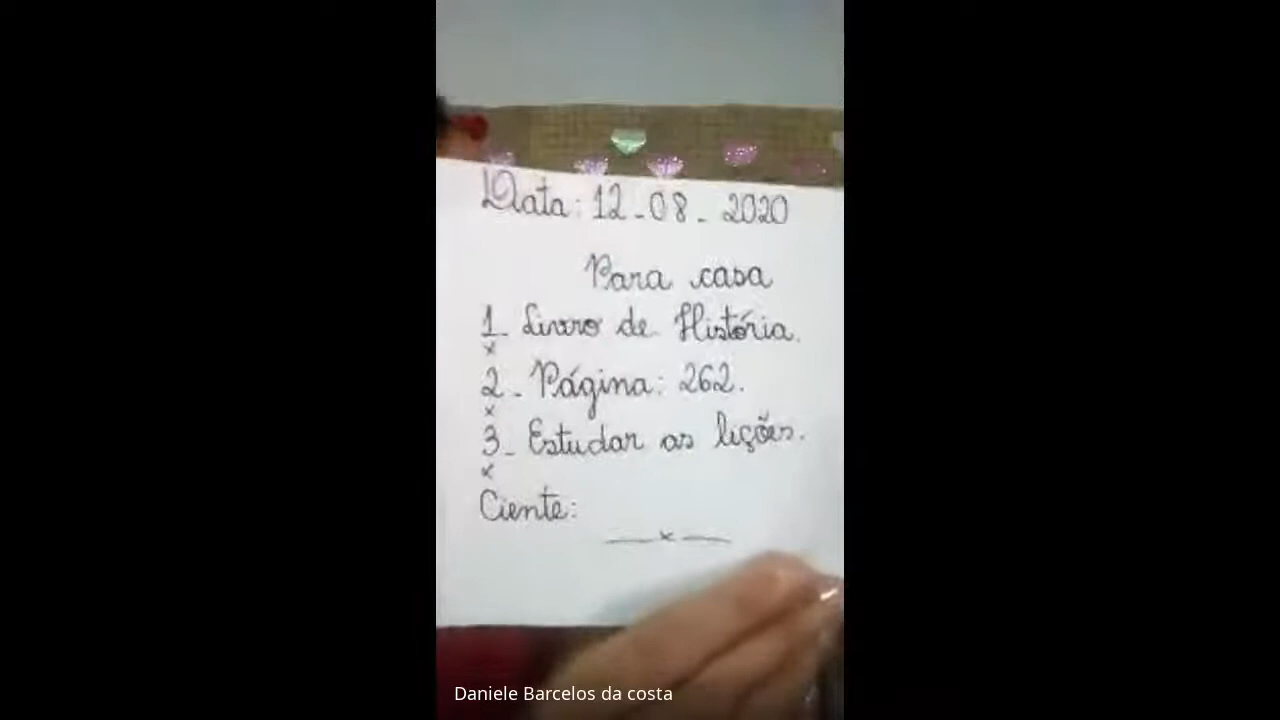 Data: 12-08-2020
Para casa
1- Livro de História.
x
2- Página: 262.
x
3- Estudar as lições.
x
Ciente:
—x—
Daniele Barcelos da costa